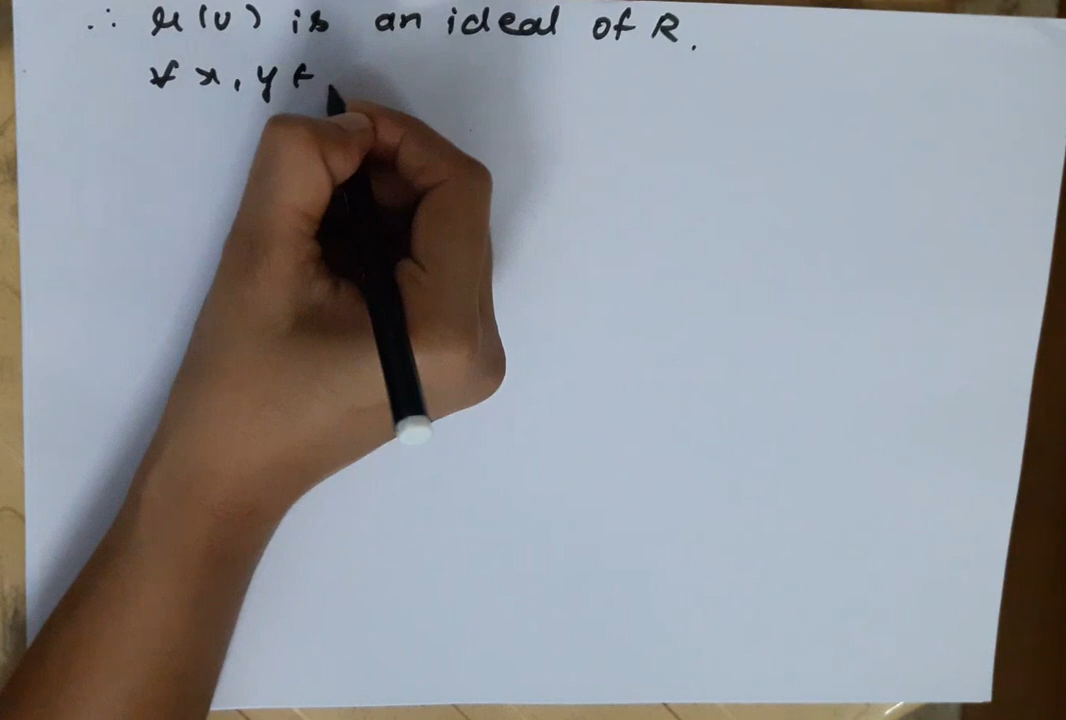 ∴ r(U) is an ideal of R.
∀ x, y ∈